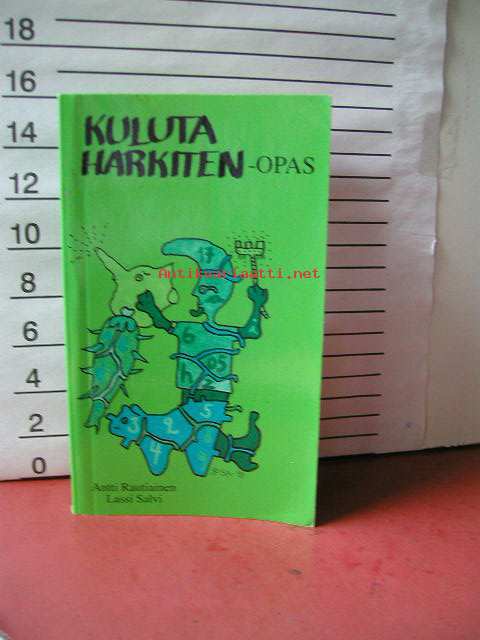 18
16
14
12
10
8
6
4
2
0
KULUTA
HARKITEN -OPAS
Antikvariaatti.net
Antti Rautiainen
Lassi Salvi